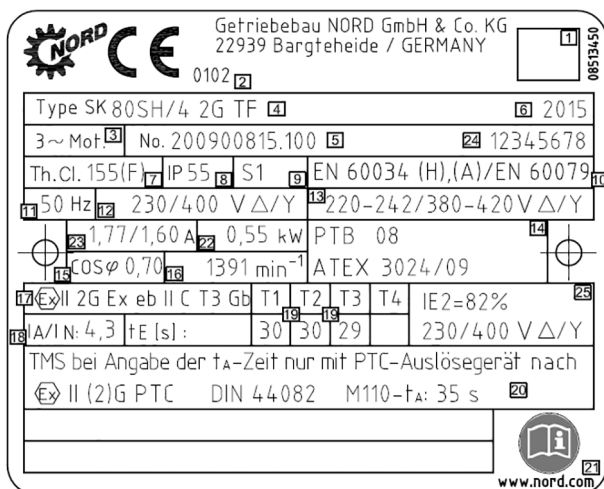 NORD
CE
Getriebebau NORD GmbH & Co. KG
22939 Bargteheide / GERMANY
1
08513450
0102 2
Type SK 80SH/4 2G TF 4 6 2015
3~ Mot. 3 No. 200900815.100 5 24 12345678
Th.Cl. 155(F) 7 IP 55 8 S1 9 EN 60034 (H),(A)/EN 60079 10
11 50 Hz 12 230/400 V Δ/Y 13 220-242/380-420V Δ/Y
23 1,77/1,60 A 22 0,55 kW PTB 08 14
15 COSφ 0,70 16 1391 min⁻¹ ATEX 3024/09
17 Ex II 2G Ex eb II C T3 Gb T1 T2 T3 T4 IE2=82% 25
19 19
18 IA/IN: 4,3 tE [s] : 30 30 29 230/400 V Δ/Y
TMS bei Angabe der tA-Zeit nur mit PTC-Auslösegerät nach
Ex II (2)G PTC DIN 44082 M110-tA: 35 s 20
i
21
www.nord.com